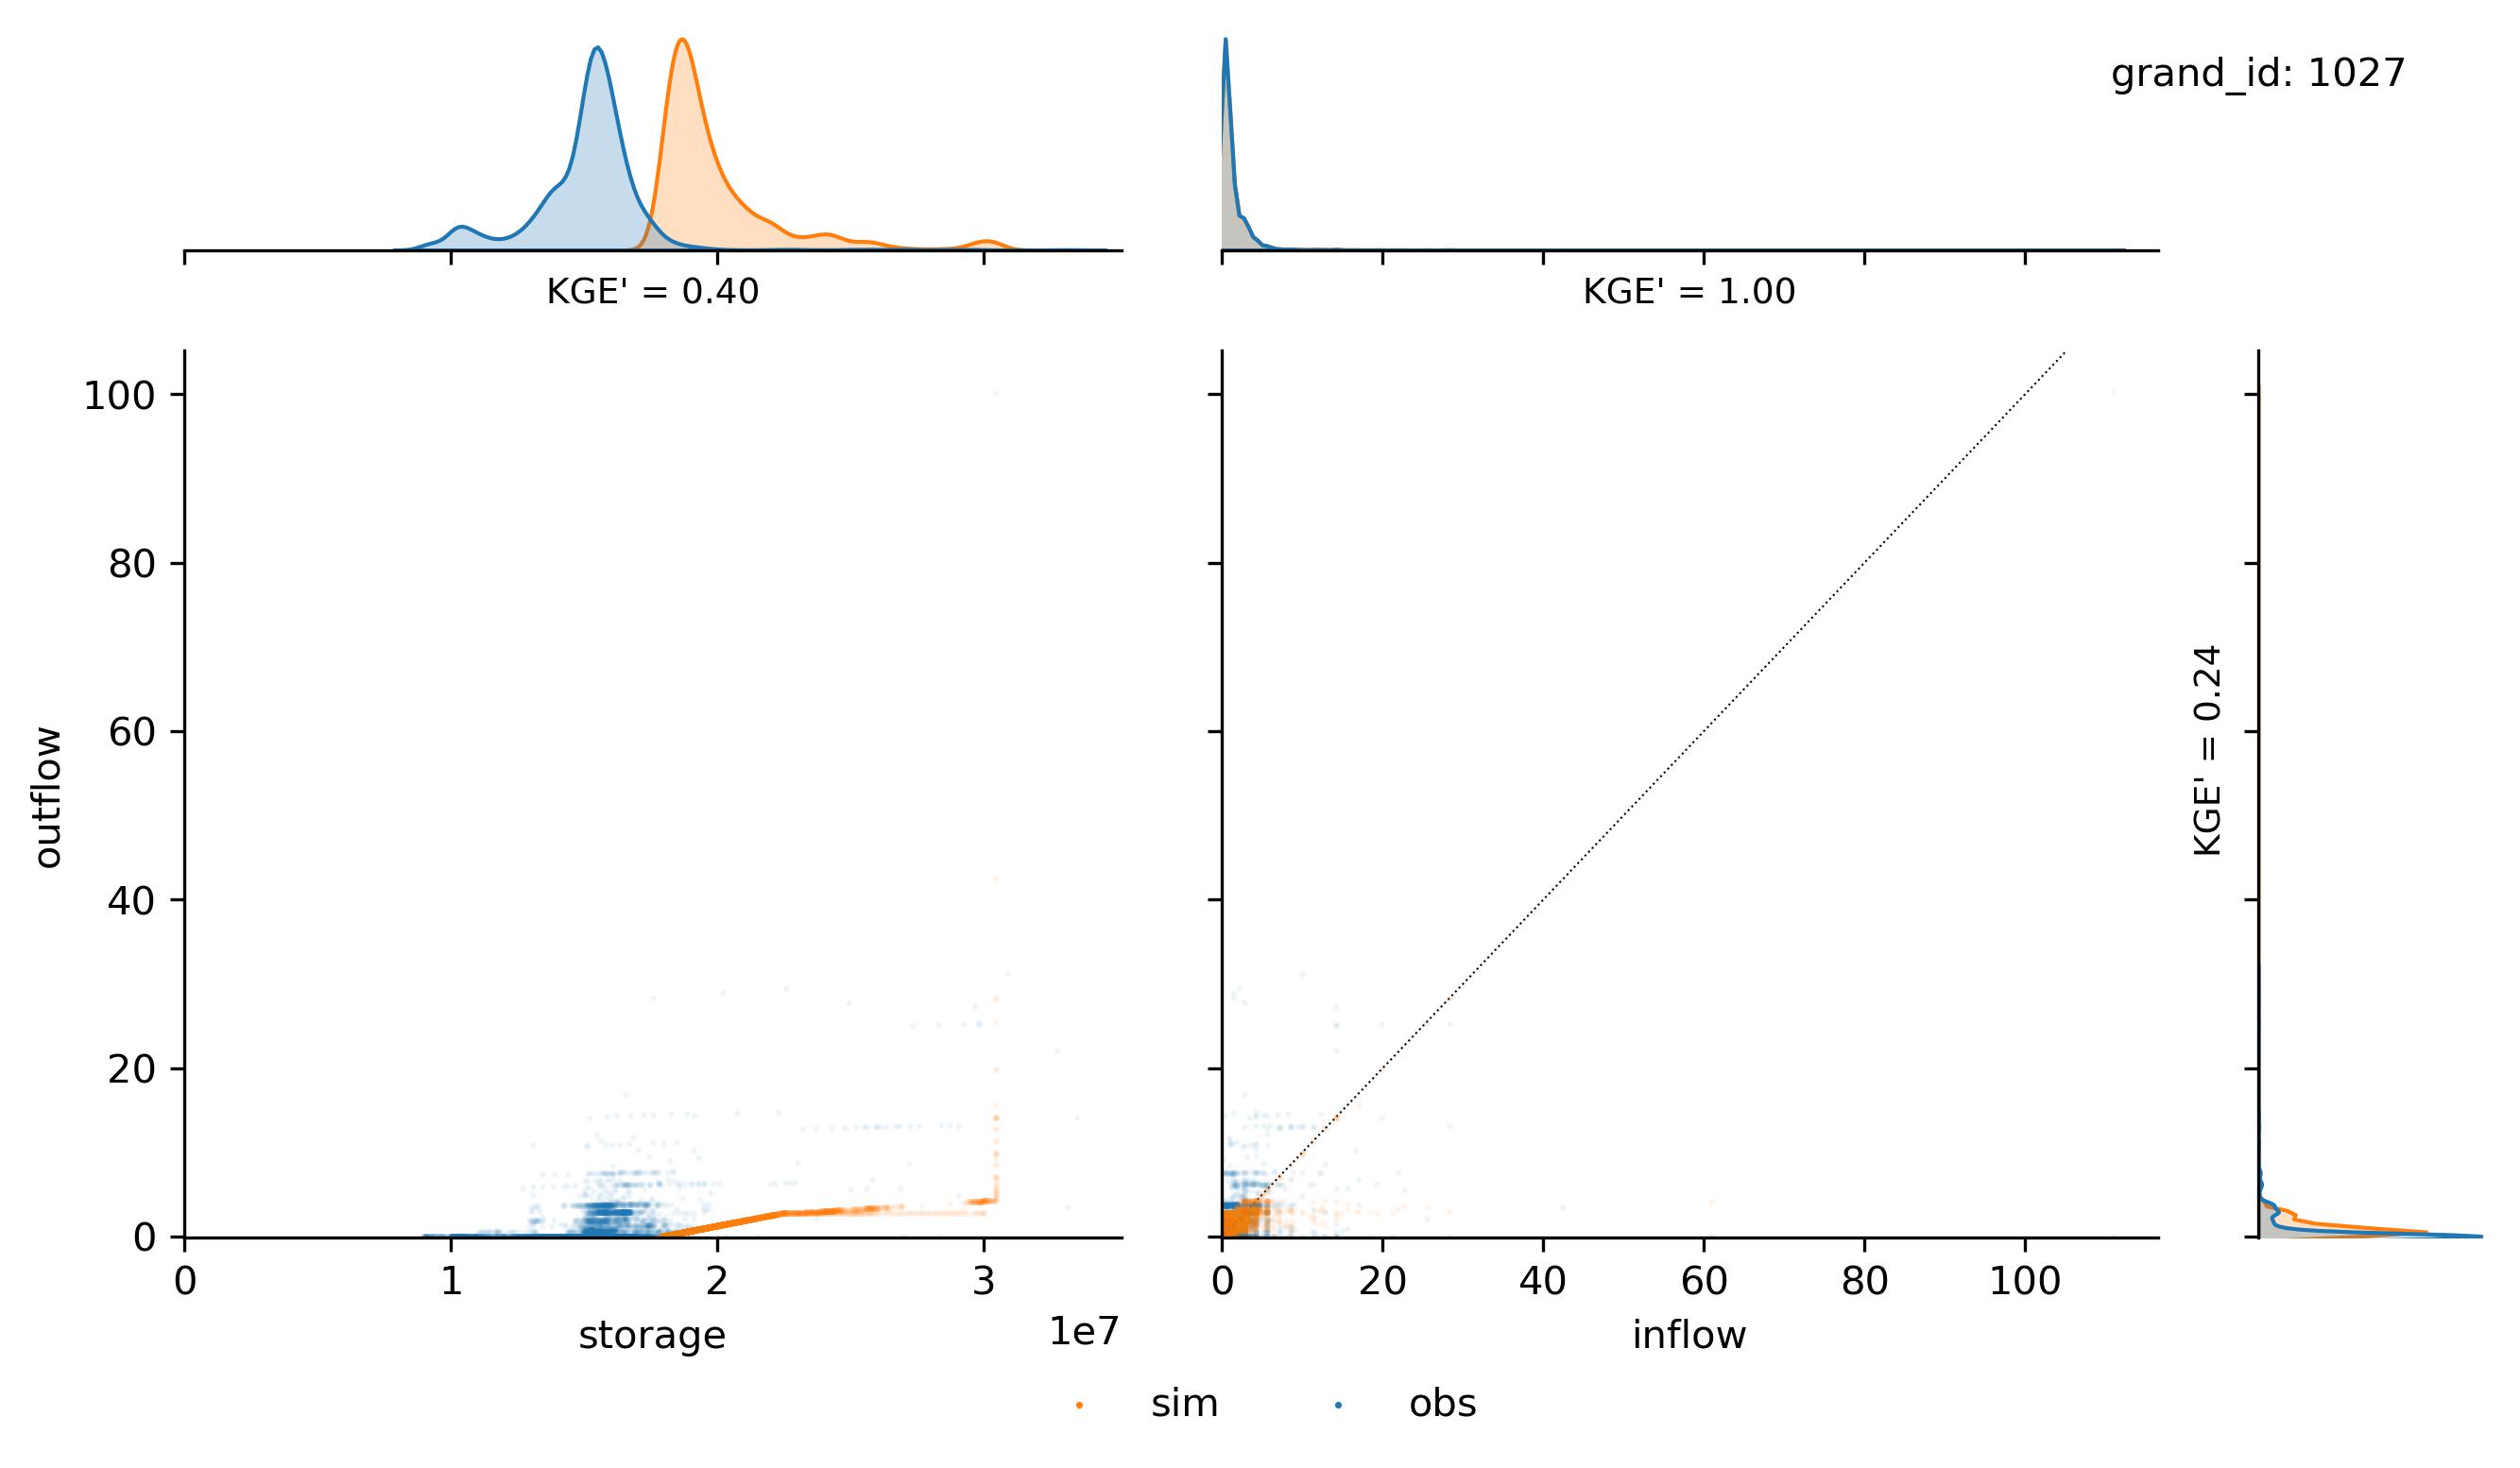 grand_id: 1027
KGE' = 0.40
KGE' = 1.00
100
80
60
40
20
0
outflow
KGE' = 0.24
0 1 2 3
0 20 40 60 80 100
storage
1e7
inflow
sim obs